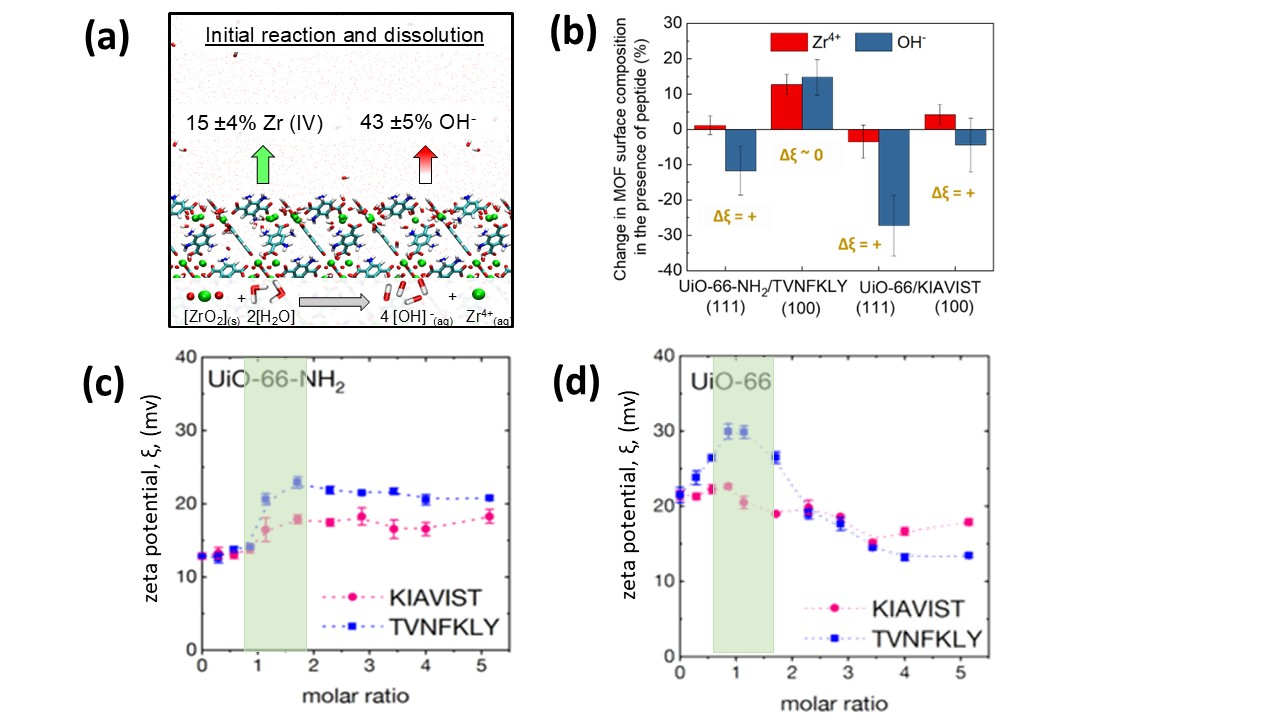 (a)
Initial reaction and dissolution
15 ±4% Zr (IV)
43 ±5% OH⁻
[ZrO₂]₍ₛ₎ + 2[H₂O]
4 [OH]⁻(aq) + Zr⁴⁺(aq)
(b)
Change in MOF surface composition
in the presence of peptide (%)
30
20
10
0
-10
-20
-30
-40
Zr⁴⁺
OH⁻
Δξ = +
Δξ ~ 0
Δξ = +
Δξ = +
UiO-66-NH₂/TVNFKLY
UiO-66/KIAVIST
(111)
(100)
(111)
(100)
(c)
UiO-66-NH₂
zeta potential, ξ, (mv)
40
30
20
10
0
KIAVIST
TVNFKLY
0 1 2 3 4 5
molar ratio
(d)
UiO-66
zeta potential, ξ, (mv)
40
30
20
10
0
KIAVIST
TVNFKLY
0 1 2 3 4 5
molar ratio